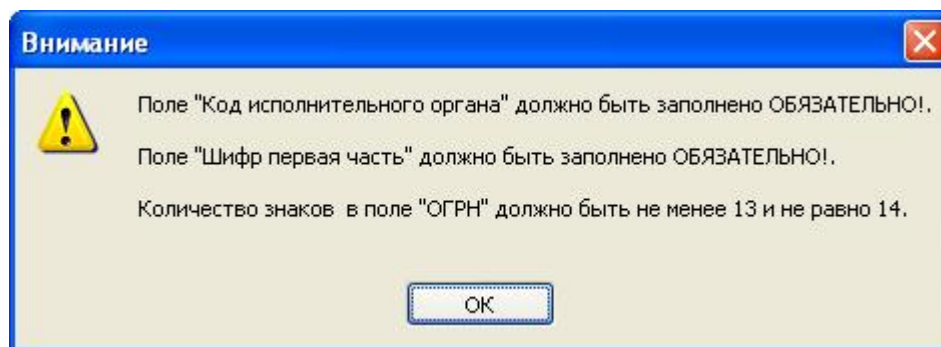 Внимание
Поле "Код исполнительного органа" должно быть заполнено ОБЯЗАТЕЛЬНО!.
Поле "Шифр первая часть" должно быть заполнено ОБЯЗАТЕЛЬНО!.
Количество знаков в поле "ОГРН" должно быть не менее 13 и не равно 14.
OK